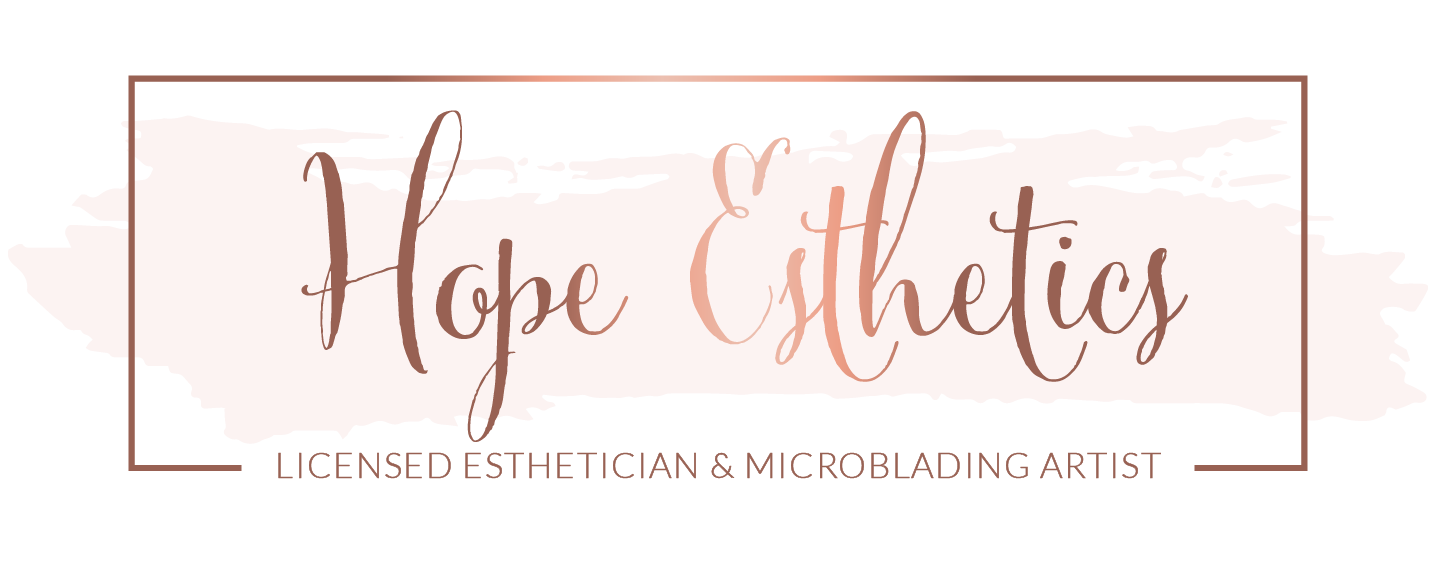 Hope Esthetics
LICENSED ESTHETICIAN & MICROBLADING ARTIST